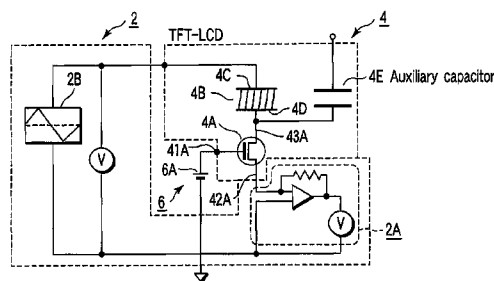 2
4
TFT-LCD
2B
4C
4B
4D
4E Auxiliary capacitor
V
4A
43A
41A
6A
6
42A
V
2A